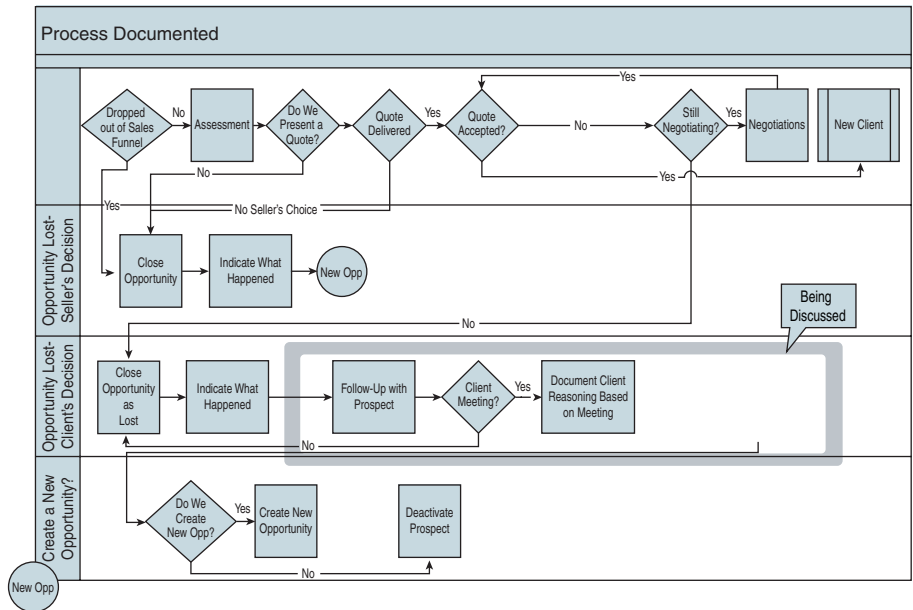 Process Documented
Dropped
out of Sales
Funnel
No
Assessment
Do We
Present a
Quote?
Quote
Delivered
Yes
Quote
Accepted?
No
Still
Negotiating?
Yes
Negotiations
New Client
Yes
Yes
No
Yes
No Seller's Choice
Opportunity Lost-
Seller's Decision
Close
Opportunity
Indicate What
Happened
New Opp
Being
Discussed
No
Opportunity Lost-
Client's Decision
Close
Opportunity
as
Lost
Indicate What
Happened
Follow-Up with
Prospect
Client
Meeting?
Yes
Document Client
Reasoning Based
on Meeting
No
Create a New
Opportunity?
Do We
Create
New Opp?
Yes
Create New
Opportunity
Deactivate
Prospect
No
New Opp